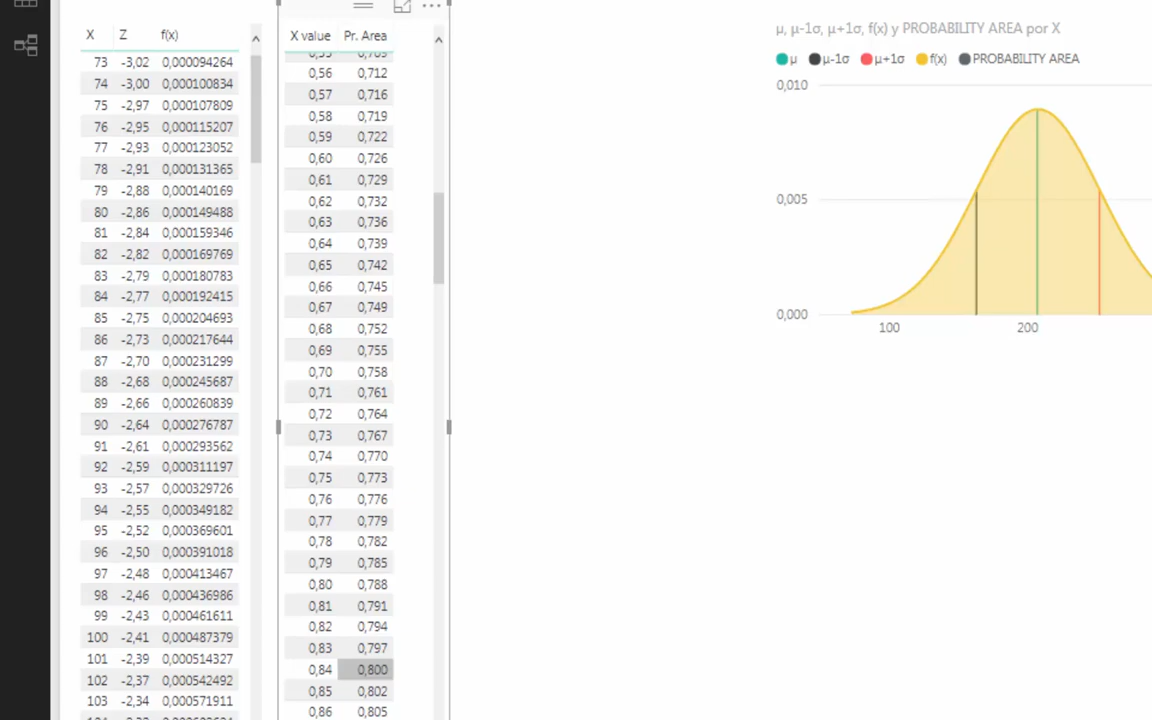 X Z f(x)
73 -3,02 0,000094264
74 -3,00 0,000100834
75 -2,97 0,000107809
76 -2,95 0,000115207
77 -2,93 0,000123052
78 -2,91 0,000131365
79 -2,88 0,000140169
80 -2,86 0,000149488
81 -2,84 0,000159346
82 -2,82 0,000169769
83 -2,79 0,000180783
84 -2,77 0,000192415
85 -2,75 0,000204693
86 -2,73 0,000217644
87 -2,70 0,000231299
88 -2,68 0,000245687
89 -2,66 0,000260839
90 -2,64 0,000276787
91 -2,61 0,000293562
92 -2,59 0,000311197
93 -2,57 0,000329726
94 -2,55 0,000349182
95 -2,52 0,000369601
96 -2,50 0,000391018
97 -2,48 0,000413467
98 -2,46 0,000436986
99 -2,43 0,000461611
100 -2,41 0,000487379
101 -2,39 0,000514327
102 -2,37 0,000542492
103 -2,34 0,000571911
X value Pr. Area
0,56 0,712
0,57 0,716
0,58 0,719
0,59 0,722
0,60 0,726
0,61 0,729
0,62 0,732
0,63 0,736
0,64 0,739
0,65 0,742
0,66 0,745
0,67 0,749
0,68 0,752
0,69 0,755
0,70 0,758
0,71 0,761
0,72 0,764
0,73 0,767
0,74 0,770
0,75 0,773
0,76 0,776
0,77 0,779
0,78 0,782
0,79 0,785
0,80 0,788
0,81 0,791
0,82 0,794
0,83 0,797
0,84 0,800
0,85 0,802
0,86 0,805
μ, μ-1σ, μ+1σ, f(x) y PROBABILITY AREA por X
μ μ-1σ μ+1σ f(x) PROBABILITY AREA
0,010
0,005
0,000
100 200